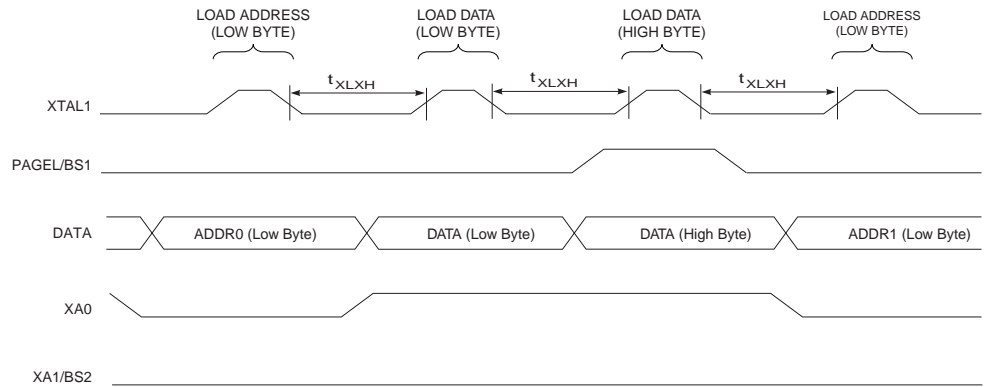 LOAD ADDRESS
(LOW BYTE)
LOAD DATA
(LOW BYTE)
LOAD DATA
(HIGH BYTE)
LOAD ADDRESS
(LOW BYTE)
tXLXH
tXLXH
tXLXH
XTAL1
PAGEL/BS1
DATA
ADDR0 (Low Byte)
DATA (Low Byte)
DATA (High Byte)
ADDR1 (Low Byte)
XA0
XA1/BS2